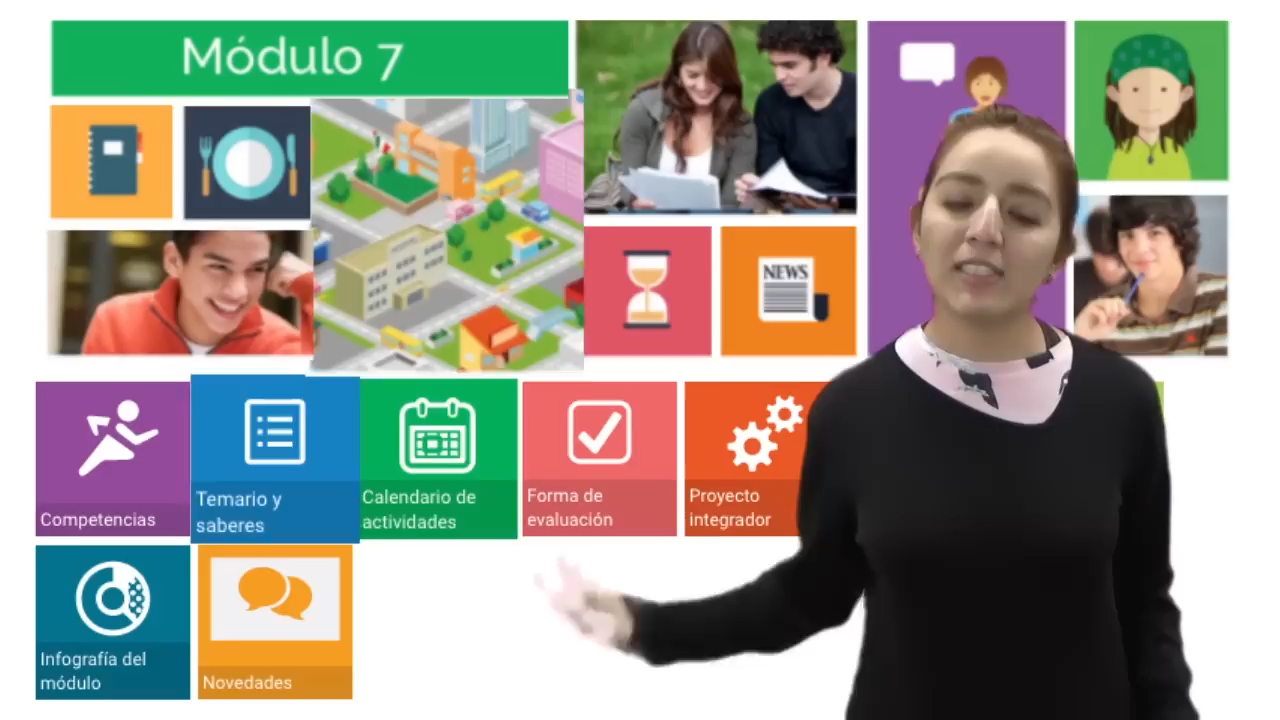 Módulo 7
NEWS
Competencias
Temario y
saberes
Calendario de
actividades
Forma de
evaluación
Proyecto
integrador
Infografía del
módulo
Novedades